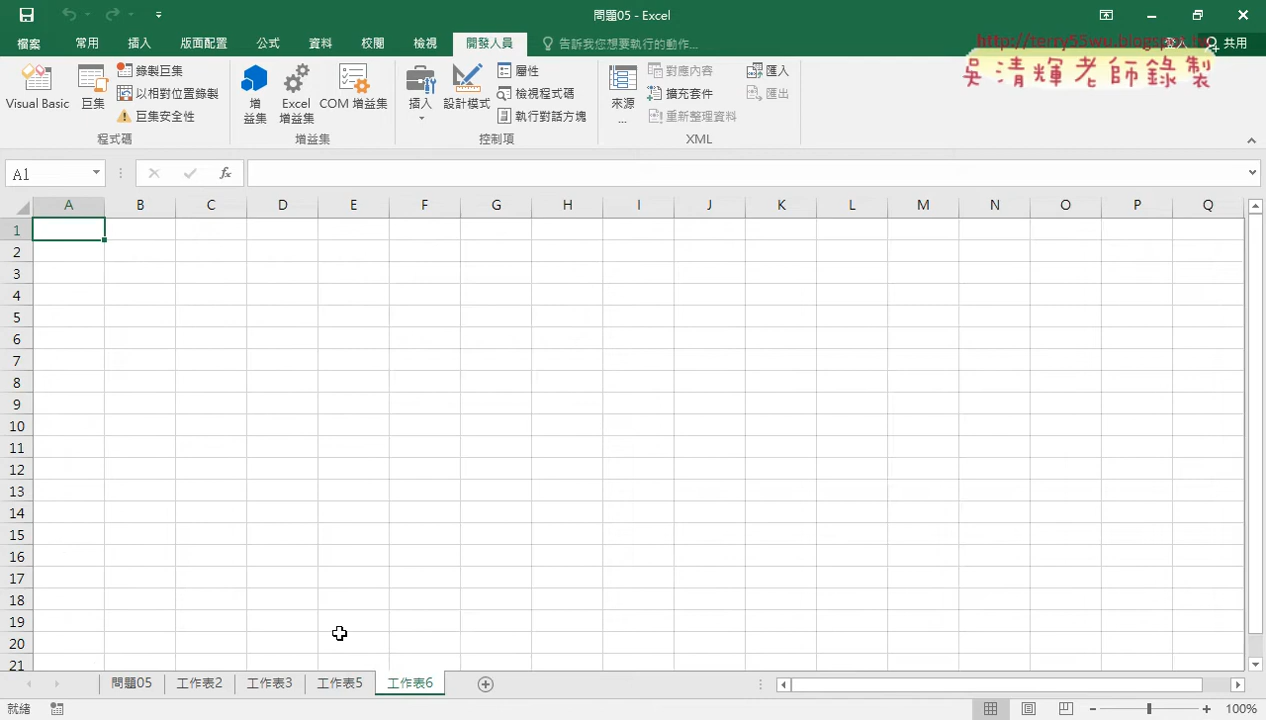 問題05 - Excel
檔案 常用 插入 版面配置 公式 資料 校閱 檢視 開發人員 告訴我您想要執行的動作... 登入 共用
http://terry55wu.blogspot.tw
吳清輝老師錄製
Visual Basic 巨集 錄製巨集 以相對位置錄製 巨集安全性
程式碼
增益集 Excel 增益集 COM 增益集
增益集
插入 設計模式 屬性 檢視程式碼 執行對話方塊
控制項
來源... 對應內容 擴充套件 重新整理資料 匯入 匯出
XML
A1 fx
A B C D E F G H I J K L M N O P Q
1
2
3
4
5
6
7
8
9
10
11
12
13
14
15
16
17
18
19
20
21
問題05 工作表2 工作表3 工作表5 工作表6
就緒 100%